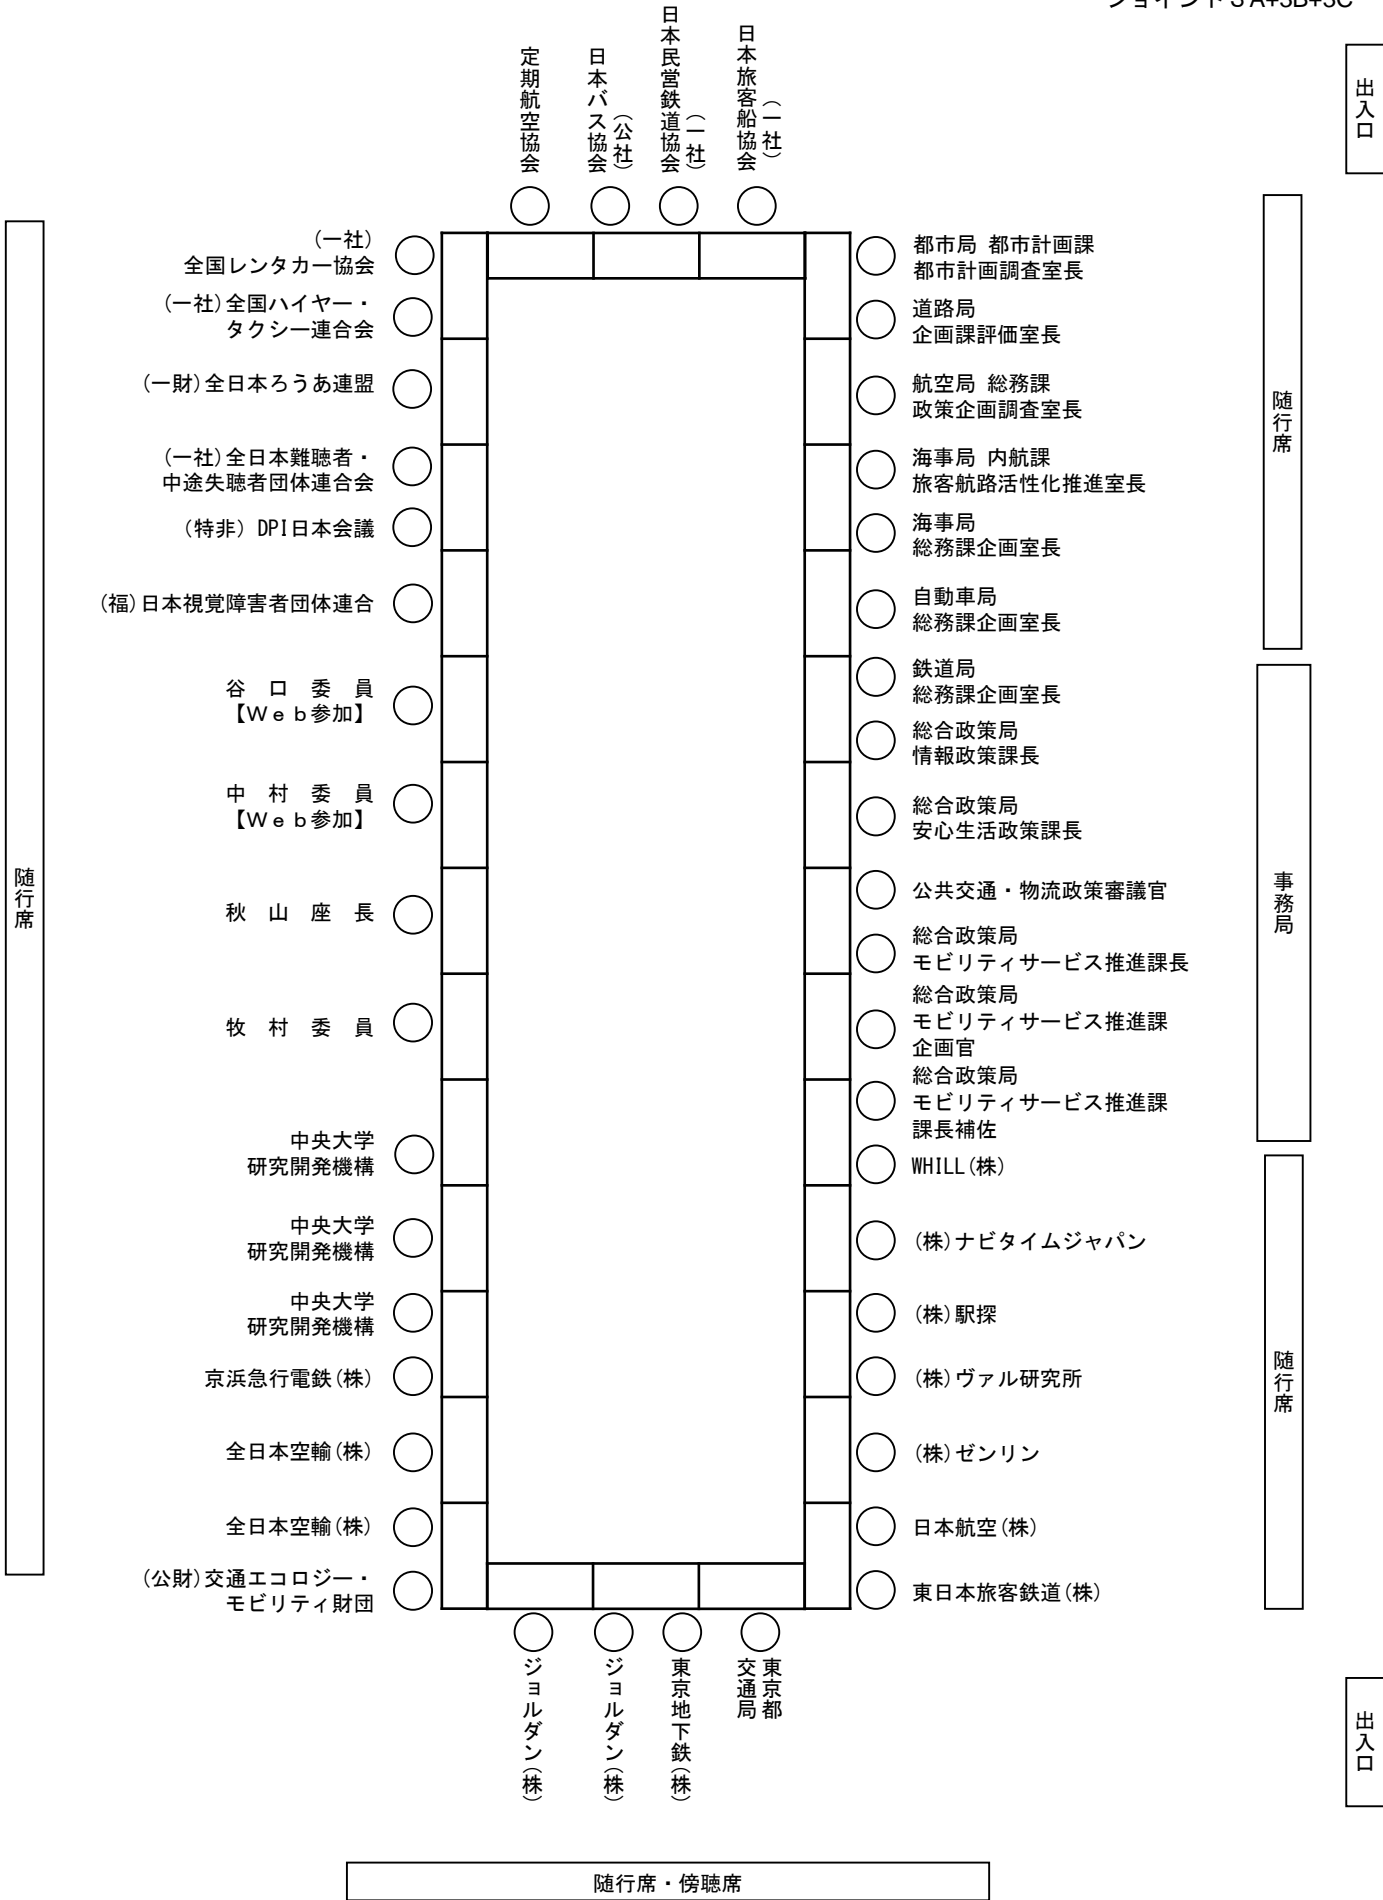 ジョイント3A+3B+3C
出入口
定期航空協会
(公社)
日本バス協会
(一社)
日本民営鉄道協会
(一社)
日本旅客船協会
(一社)
全国レンタカー協会
(一社)全国ハイヤー・
タクシー連合会
(一財)全日本ろうあ連盟
(一社)全日本難聴者・
中途失聴者団体連合会
(特非) DPI日本会議
(福)日本視覚障害者団体連合
谷 口 委 員
【Web参加】
中 村 委 員
【Web参加】
秋 山 座 長
牧 村 委 員
中央大学
研究開発機構
中央大学
研究開発機構
中央大学
研究開発機構
京浜急行電鉄(株)
全日本空輸(株)
全日本空輸(株)
(公財)交通エコロジー・
モビリティ財団
随行席
都市局 都市計画課
都市計画調査室長
道路局
企画課評価室長
航空局 総務課
政策企画調査室長
海事局 内航課
旅客航路活性化推進室長
海事局
総務課企画室長
自動車局
総務課企画室長
鉄道局
総務課企画室長
総合政策局
情報政策課長
総合政策局
安心生活政策課長
公共交通・物流政策審議官
総合政策局
モビリティサービス推進課長
総合政策局
モビリティサービス推進課
企画官
総合政策局
モビリティサービス推進課
課長補佐
WHILL(株)
(株)ナビタイムジャパン
(株)駅探
(株)ヴァル研究所
(株)ゼンリン
日本航空(株)
東日本旅客鉄道(株)
随行席
事務局
随行席
ジョルダン(株)
ジョルダン(株)
東京地下鉄(株)
東京都
交通局
出入口
随行席・傍聴席